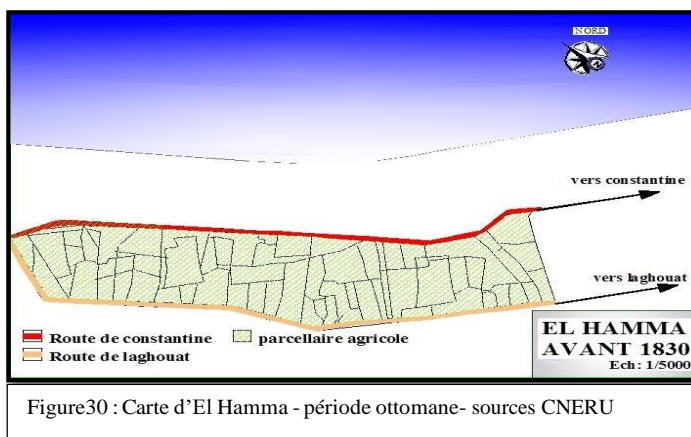 NORD
vers constantine
vers laghouat
Route de constantine
parcellaire agricole
Route de laghouat
EL HAMMA
AVANT 1830
Ech: 1/5000
Figure30 : Carte d’El Hamma - période ottomane- sources CNERU